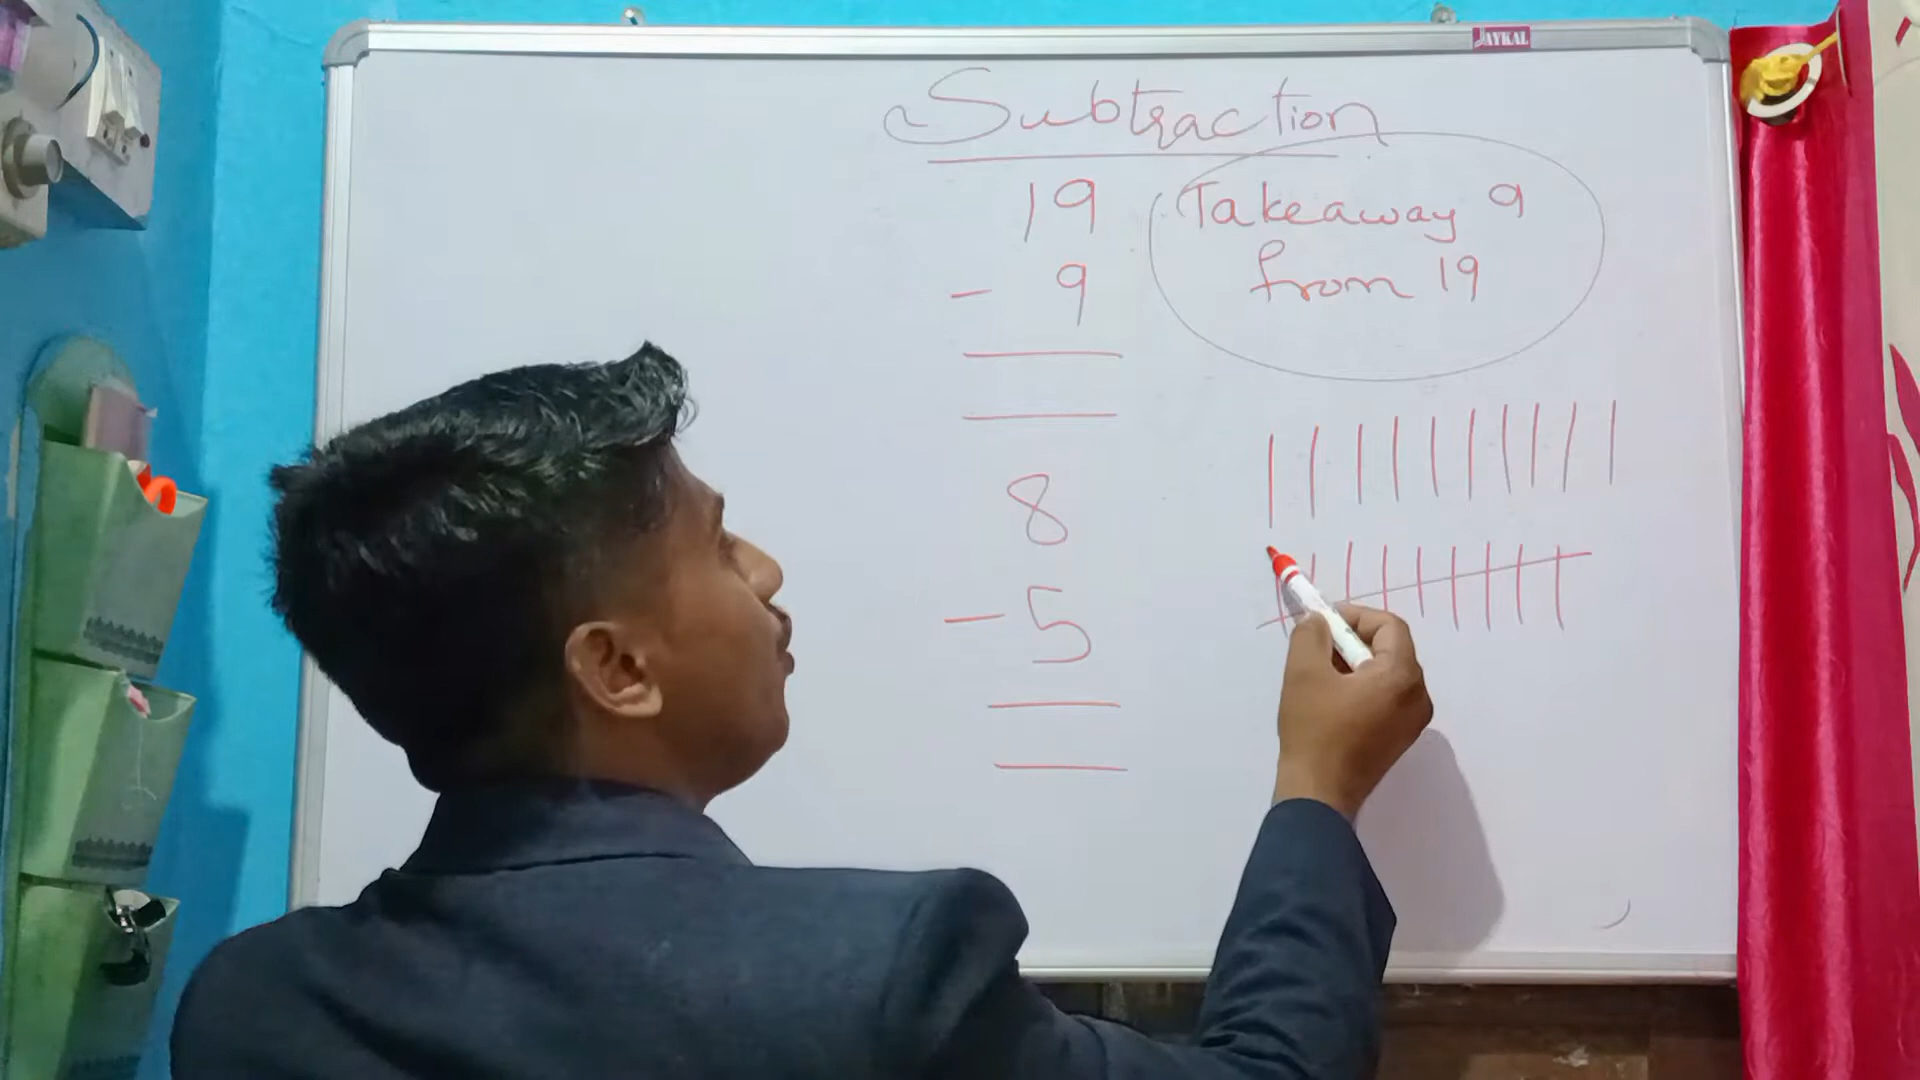 JAYKAL
Subtraction
19
- 9
Takeaway 9
from 19
8
- 5